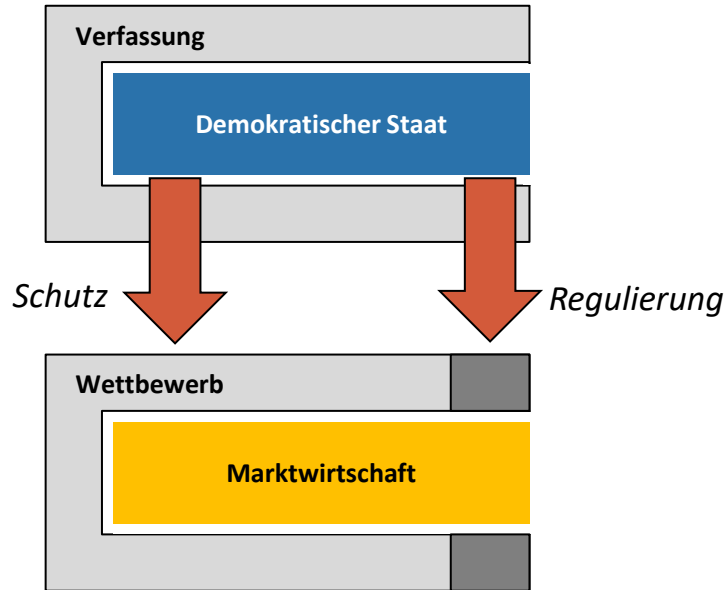 Verfassung
Demokratischer Staat
Schutz
Regulierung
Wettbewerb
Marktwirtschaft